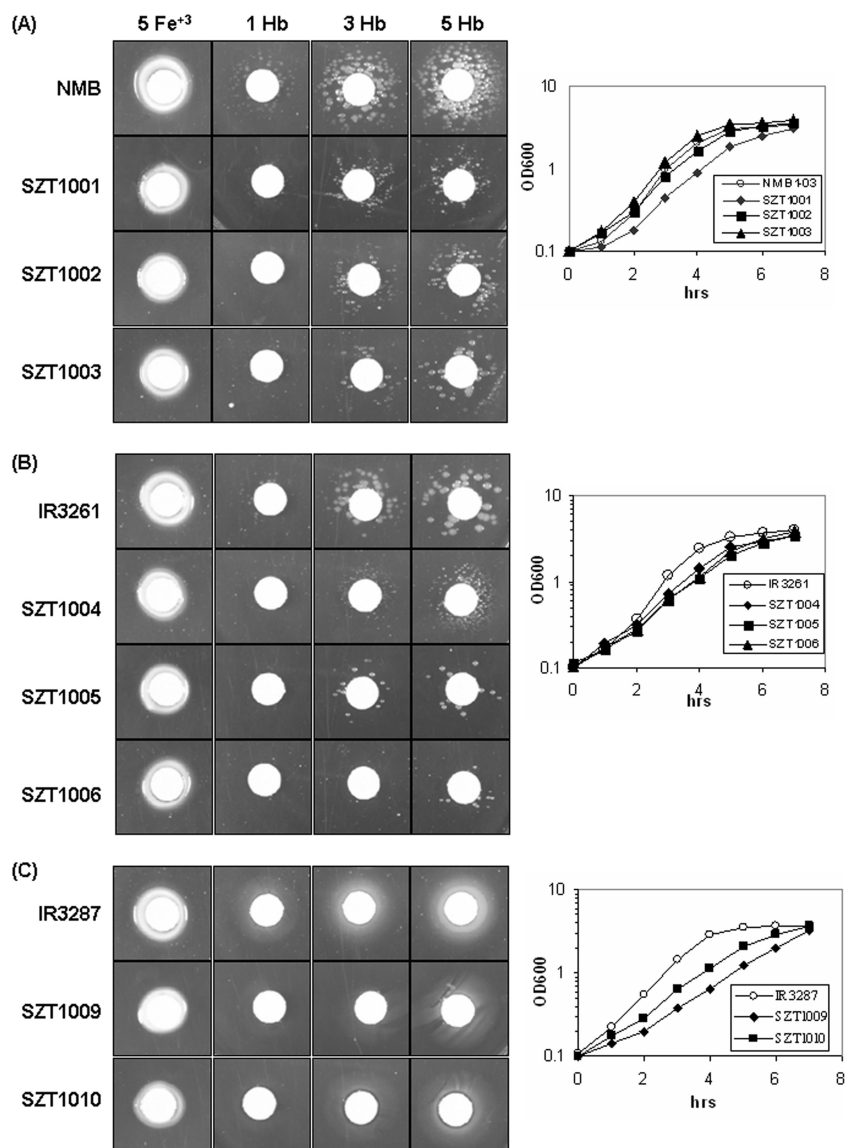 (A)
5 Fe+3 1 Hb 3 Hb 5 Hb
NMB
SZT1001
SZT1002
SZT1003
10
1
0.1
OD600
0 2 4 6 8
hrs
NMB1-03
SZT1001
SZT1002
SZT1003
(B)
IR3261
SZT1004
SZT1005
SZT1006
10
1
0.1
OD600
0 2 4 6 8
hrs
IR3261
SZT1004
SZT1005
SZT1006
(C)
IR3287
SZT1009
SZT1010
10
1
0.1
OD600
0 2 4 6 8
hrs
IR3287
SZT1009
SZT1010